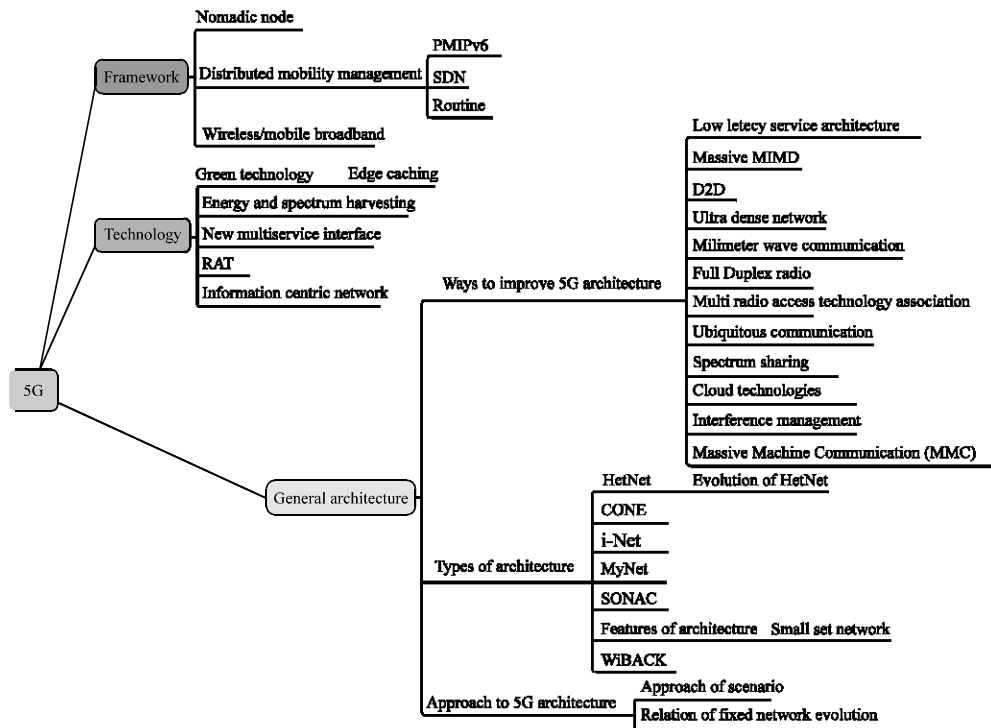 Nomadic node
Framework
Distributed mobility management
PMIPv6
SDN
Routine
Wireless/mobile broadband
Technology
Green technology Edge caching
Energy and spectrum harvesting
New multiservice interface
RAT
Information centric network
5G
General architecture
Ways to improve 5G architecture
Low letecy service architecture
Massive MIMD
D2D
Ultra dense network
Milimeter wave communication
Full Duplex radio
Multi radio access technology association
Ubiquitous communication
Spectrum sharing
Cloud technologies
Interference management
Massive Machine Communication (MMC)
Types of architecture
HetNet Evolution of HetNet
CONE
i-Net
MyNet
SONAC
Features of architecture Small set network
WiBACK
Approach to 5G architecture
Approach of scenario
Relation of fixed network evolution